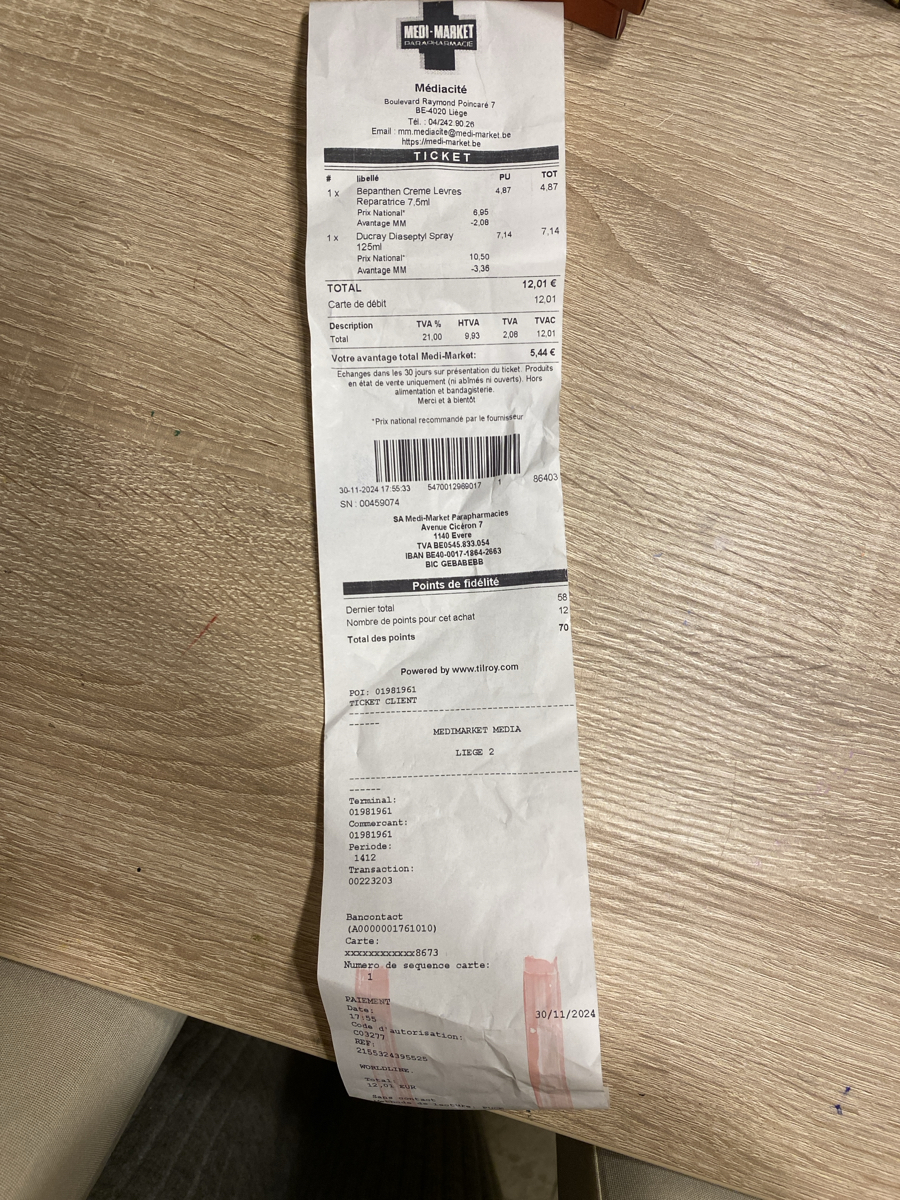 MEDI-MARKET
PARAPHARMACIE
Médiacité
Boulevard Raymond Poincaré 7
BE-4020 Liège
Tél. : 04/242 90 26
Email : mm.mediacite@medi-market.be
https://medi-market.be
TICKET
# libellé PU TOT
1 x Bepanthen Creme Levres 4,87 4,87
Reparatrice 7,5ml
Prix National* 6,95
Avantage MM -2,08
1 x Ducray Diaseptyl Spray 7,14 7,14
125ml
Prix National* 10,50
Avantage MM -3,36
TOTAL 12,01 €
Carte de débit 12,01
Description TVA % HTVA TVA TVAC
Total 21,00 9,93 2,08 12,01
Votre avantage total Medi-Market: 5,44 €
Echanges dans les 30 jours sur présentation du ticket. Produits
en état de vente uniquement (ni abîmés ni ouverts). Hors
alimentation et bandagisterie.
Merci et à bientôt
*Prix national recommandé par le fournisseur
30-11-2024 17:55:33 5470012969017 1 86403
SN : 00459074
SA Medi-Market Parapharmacies
Avenue Cicéron 7
1140 Evere
TVA BE0545.833.054
IBAN BE40-0017-1864-2663
BIC GEBABEBB
Points de fidélité
Dernier total 58
Nombre de points pour cet achat 12
Total des points 70
Powered by www.tilroy.com
POI: 01981961
TICKET CLIENT
MEDIMARKET MEDIA
LIEGE 2
Terminal:
01981961
Commercant:
01981961
Periode:
1412
Transaction:
00223203
Bancontact
(A0000001761010)
Carte:
xxxxxxxxxxxx8673
Numero de sequence carte:
1
PAIEMENT
Date: 30/11/2024
17:55
Code d'autorisation:
C03277
REF:
2155324395525
WORLDLINE.
Total:
12,01 EUR
Sans contact